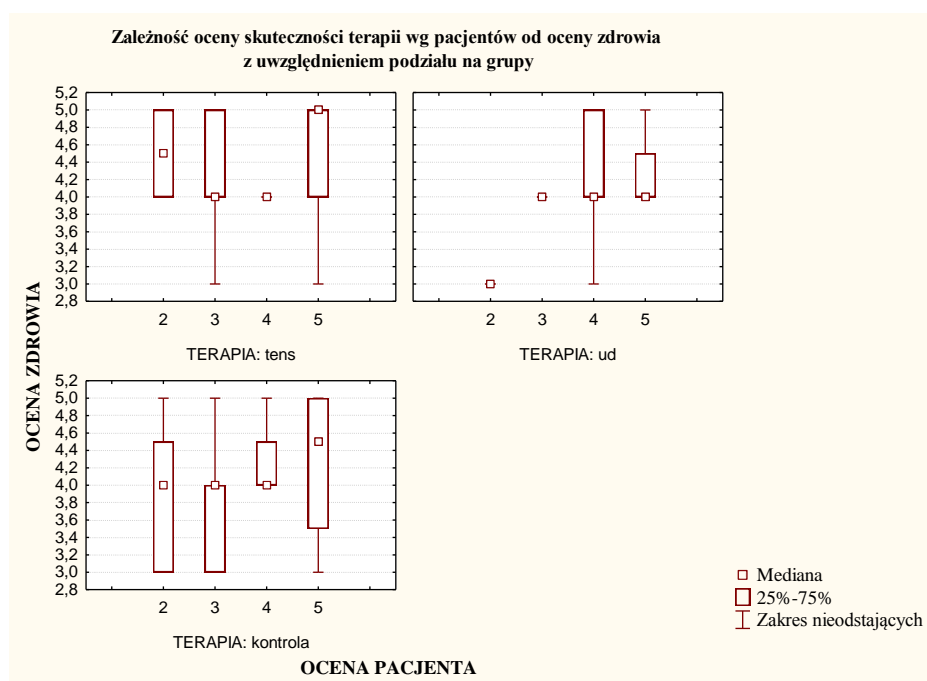 Zależność oceny skuteczności terapii wg pacjentów od oceny zdrowia
z uwzględnieniem podziału na grupy
OCENA ZDROWIA
5,2
5,0
4,8
4,6
4,4
4,2
4,0
3,8
3,6
3,4
3,2
3,0
2,8
2 3 4 5
TERAPIA: tens
2 3 4 5
TERAPIA: ud
5,2
5,0
4,8
4,6
4,4
4,2
4,0
3,8
3,6
3,4
3,2
3,0
2,8
2 3 4 5
TERAPIA: kontrola
OCENA PACJENTA
Mediana
25%-75%
Zakres nieodstających